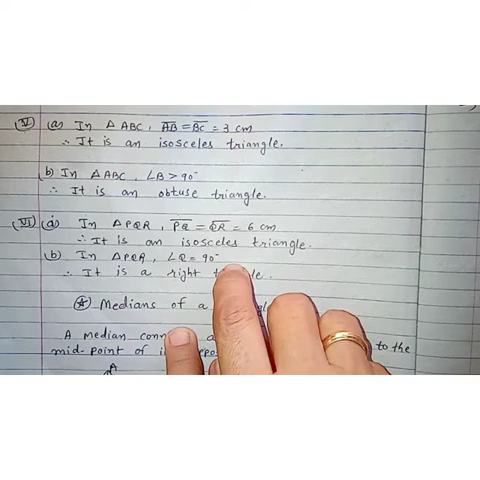 (V) (a) In △ ABC, AB = BC = 3 cm
∴ It is an isosceles triangle.
b) In △ABC, ∠B > 90°
∴ It is an obtuse triangle.
(VI) (a) In △PQR, PQ = QR = 6 cm
∴ It is an isosceles triangle.
(b) In △PQR, ∠Q = 90°
∴ It is a right
Medians of a
A median
mid-point of to the
A